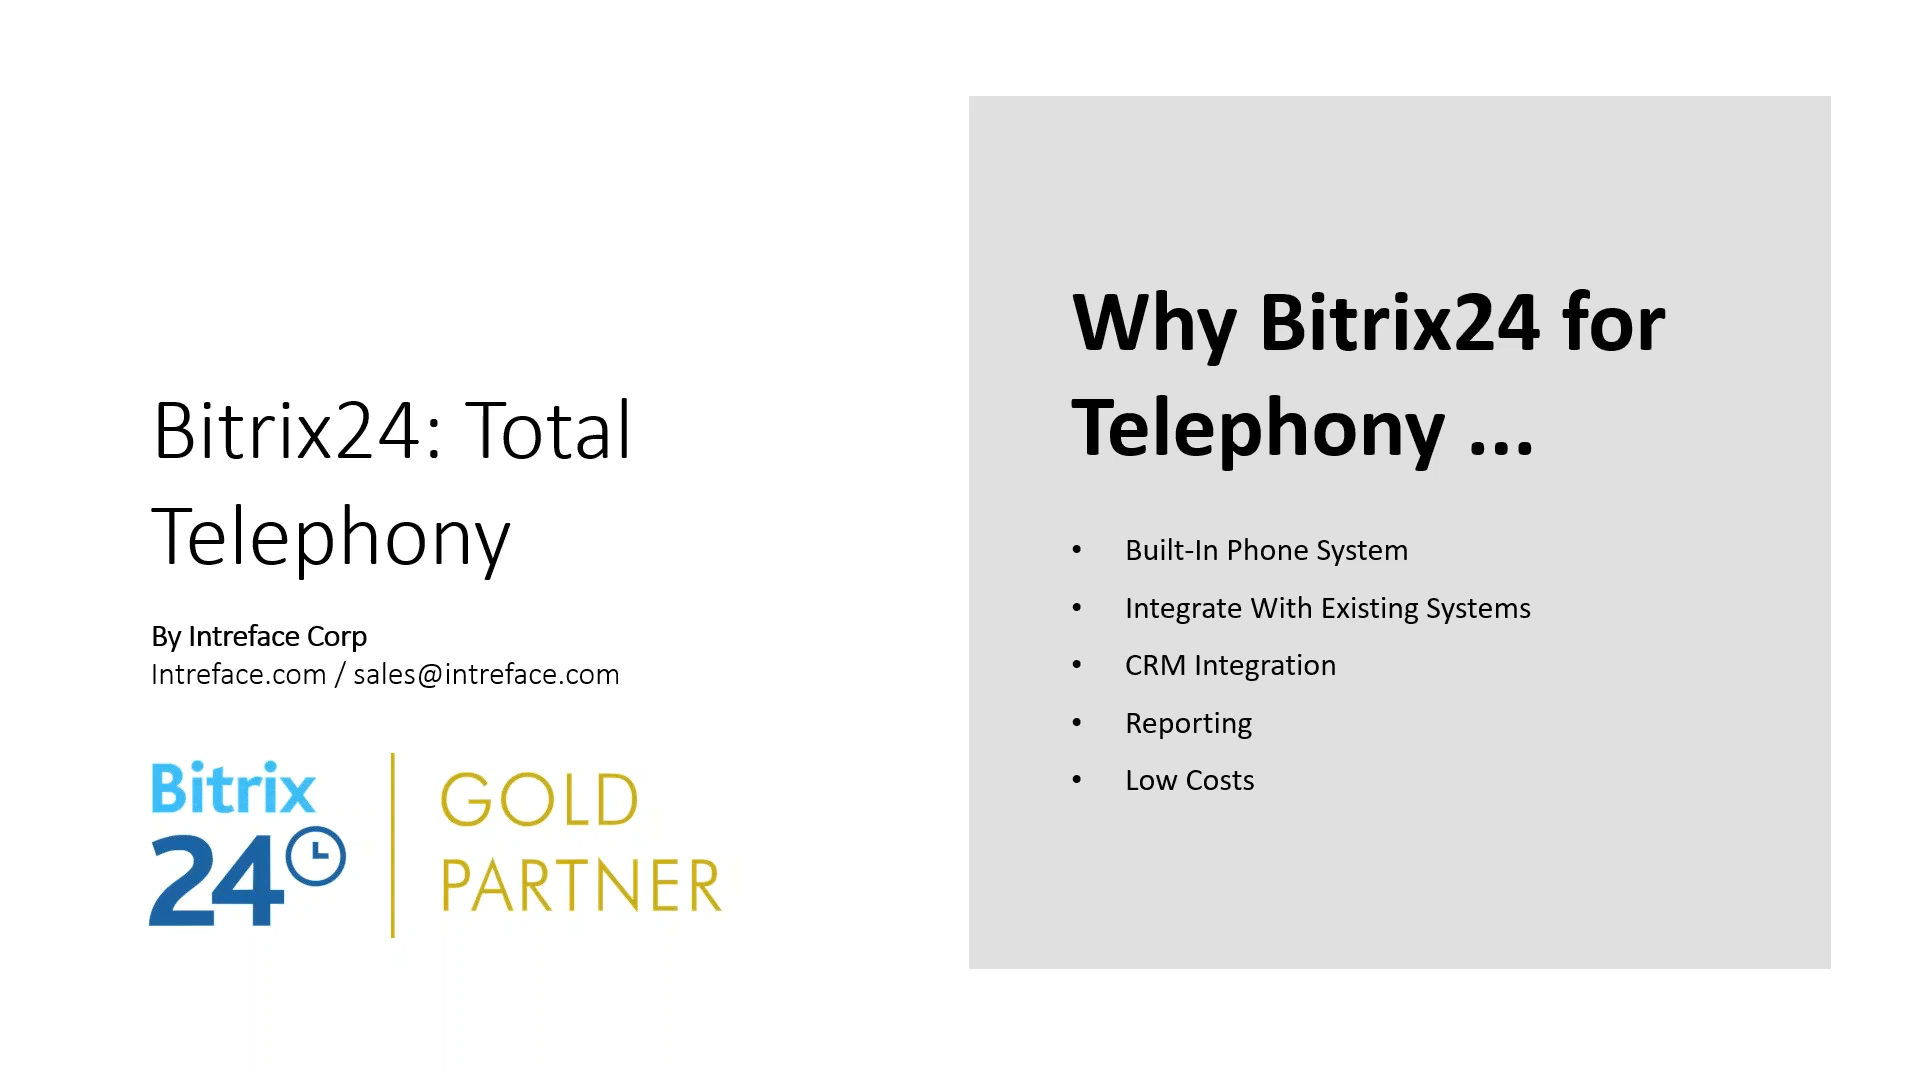 Bitrix24: Total
Telephony
By Intreface Corp
Intreface.com / sales@intreface.com
Bitrix
24
GOLD
PARTNER
Why Bitrix24 for
Telephony ...
• Built-In Phone System
• Integrate With Existing Systems
• CRM Integration
• Reporting
• Low Costs